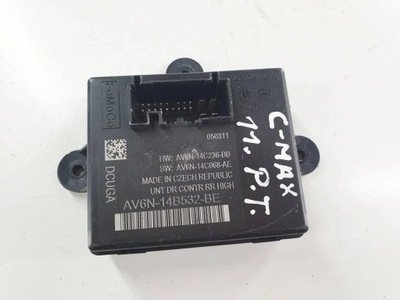 FoMoCo
050311
HW: AV6N-14C236-BB
SW: AV6N-14C068-AE
MADE IN CZECH REPUBLIC
UNT DR CONTR RR HIGH
AV6N-14B532-BE
DCUGA
C-MAX
11. P.T.